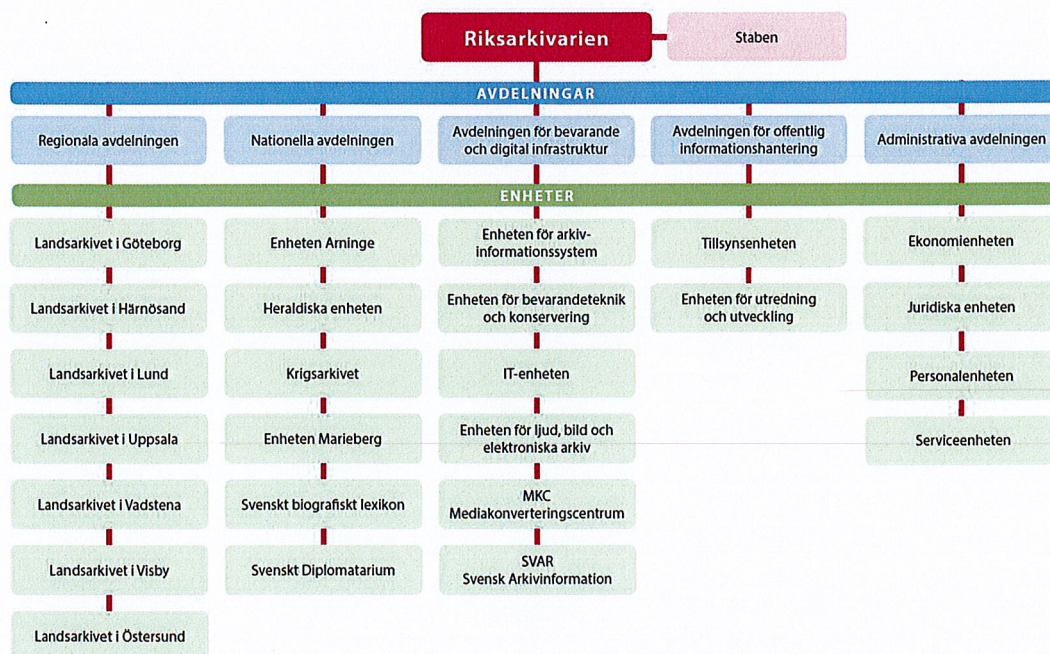 Riksarkivarien
Staben
AVDELNINGAR
Regionala avdelningen
Nationella avdelningen
Avdelningen för bevarande
och digital infrastruktur
Avdelningen för offentlig
informationshantering
Administrativa avdelningen
ENHETER
Landsarkivet i Göteborg
Landsarkivet i Härnösand
Landsarkivet i Lund
Landsarkivet i Uppsala
Landsarkivet i Vadstena
Landsarkivet i Visby
Landsarkivet i Östersund
Enheten Arninge
Heraldiska enheten
Krigsarkivet
Enheten Marieberg
Svenskt biografiskt lexikon
Svenskt Diplomatarium
Enheten för arkiv-
informationssystem
Enheten för bevarandeteknik
och konservering
IT-enheten
Enheten för ljud, bild och
elektroniska arkiv
MKC
Mediakonverteringscentrum
SVAR
Svensk Arkivinformation
Tillsynsenheten
Enheten för utredning
och utveckling
Ekonomienheten
Juridiska enheten
Personalenheten
Serviceenheten